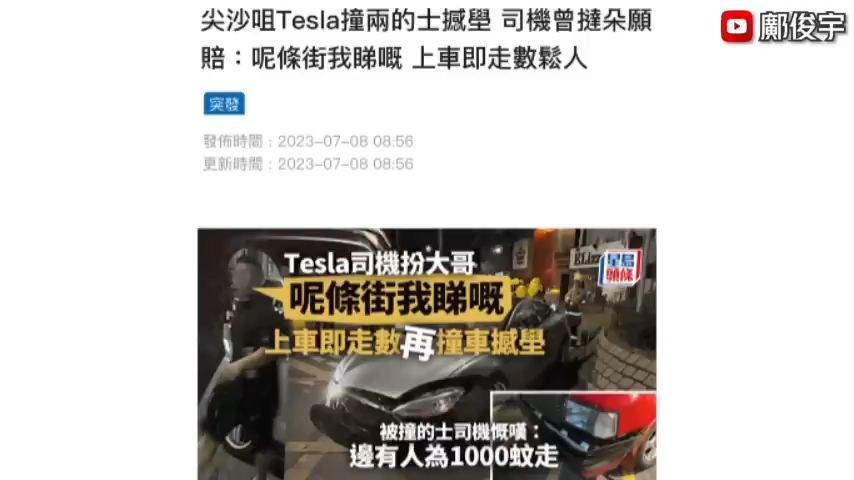 尖沙咀Tesla撞兩的士撼壆 司機曾撻朵願
賠：呢條街我睇嘅 上車即走數鬆人
鄺俊宇
突發
發佈時間：2023-07-08 08:56
更新時間：2023-07-08 08:56
Tesla司機扮大哥
呢條街我睇嘅
上車即走數再撞車撼壆
星島
頭條
被撞的士司機慨嘆：
邊有人為1000蚊走